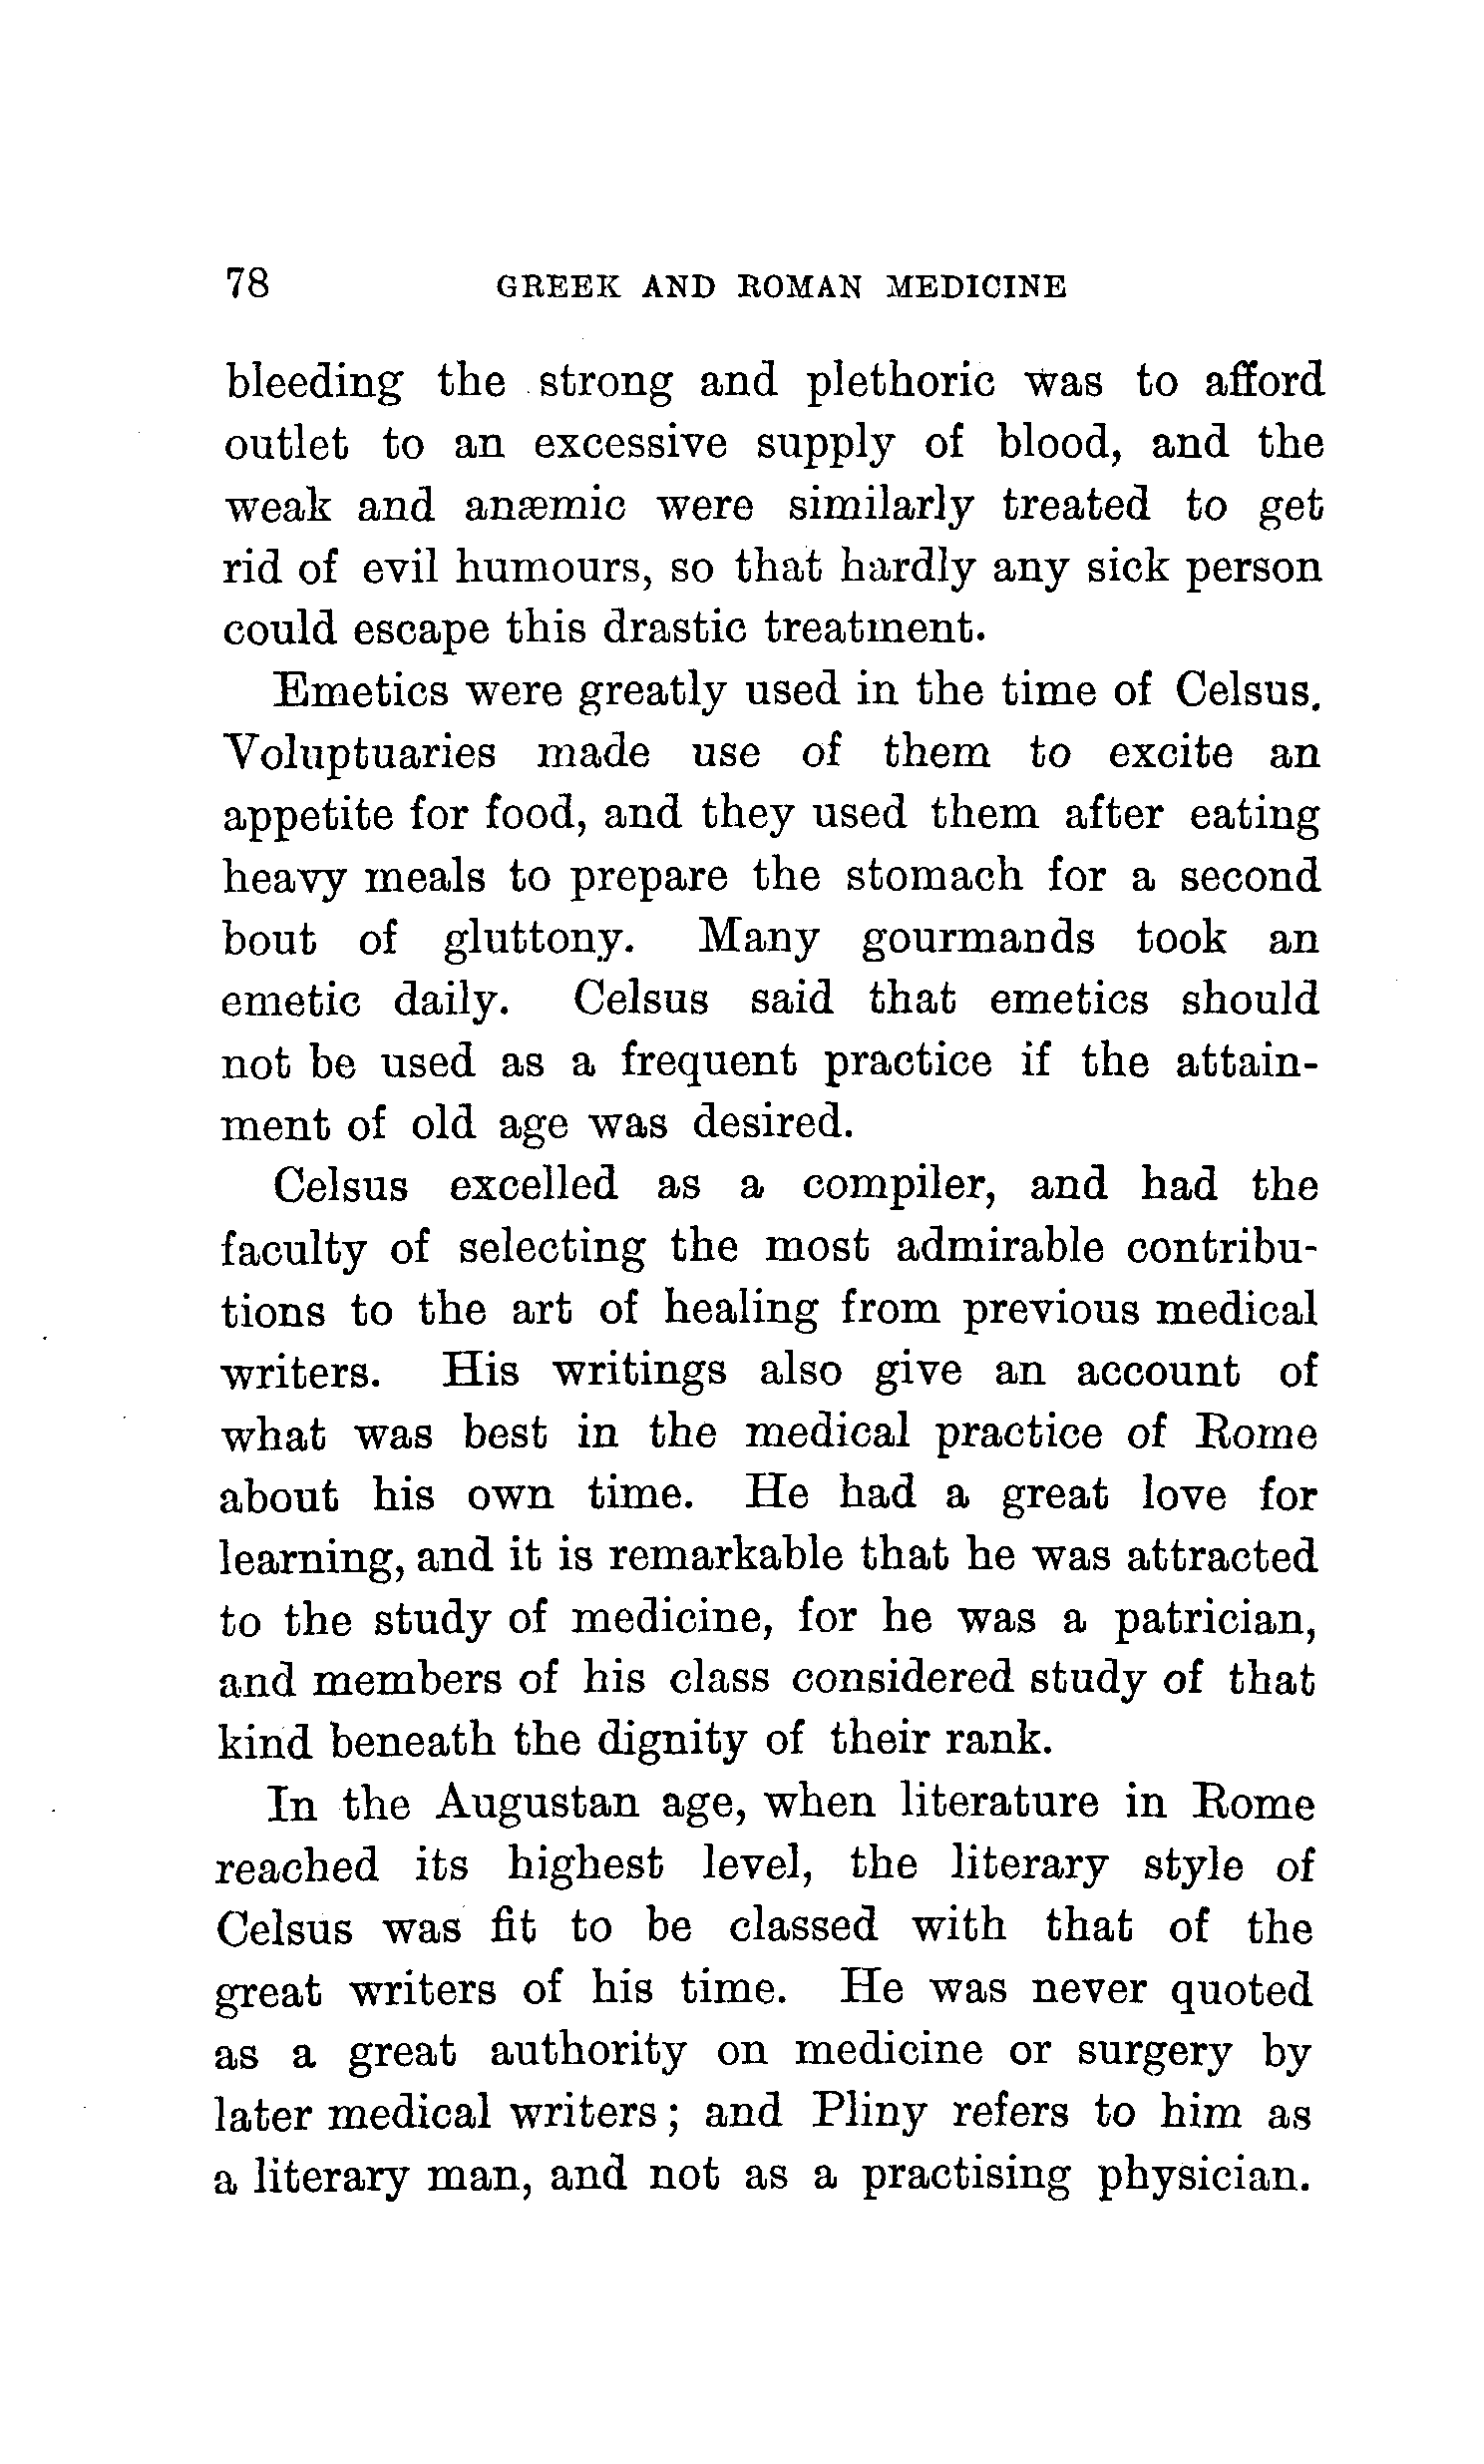 78 GREEK AND ROMAN MEDICINE
bleeding the strong and plethoric was to afford
outlet to an excessive supply of blood, and the
weak and anæmic were similarly treated to get
rid of evil humours, so that hardly any sick person
could escape this drastic treatment.
Emetics were greatly used in the time of Celsus.
Voluptuaries made use of them to excite an
appetite for food, and they used them after eating
heavy meals to prepare the stomach for a second
bout of gluttony. Many gourmands took an
emetic daily. Celsus said that emetics should
not be used as a frequent practice if the attain-
ment of old age was desired.
Celsus excelled as a compiler, and had the
faculty of selecting the most admirable contribu-
tions to the art of healing from previous medical
writers. His writings also give an account of
what was best in the medical practice of Rome
about his own time. He had a great love for
learning, and it is remarkable that he was attracted
to the study of medicine, for he was a patrician,
and members of his class considered study of that
kind beneath the dignity of their rank.
In the Augustan age, when literature in Rome
reached its highest level, the literary style of
Celsus was fit to be classed with that of the
great writers of his time. He was never quoted
as a great authority on medicine or surgery by
later medical writers; and Pliny refers to him as
a literary man, and not as a practising physician.